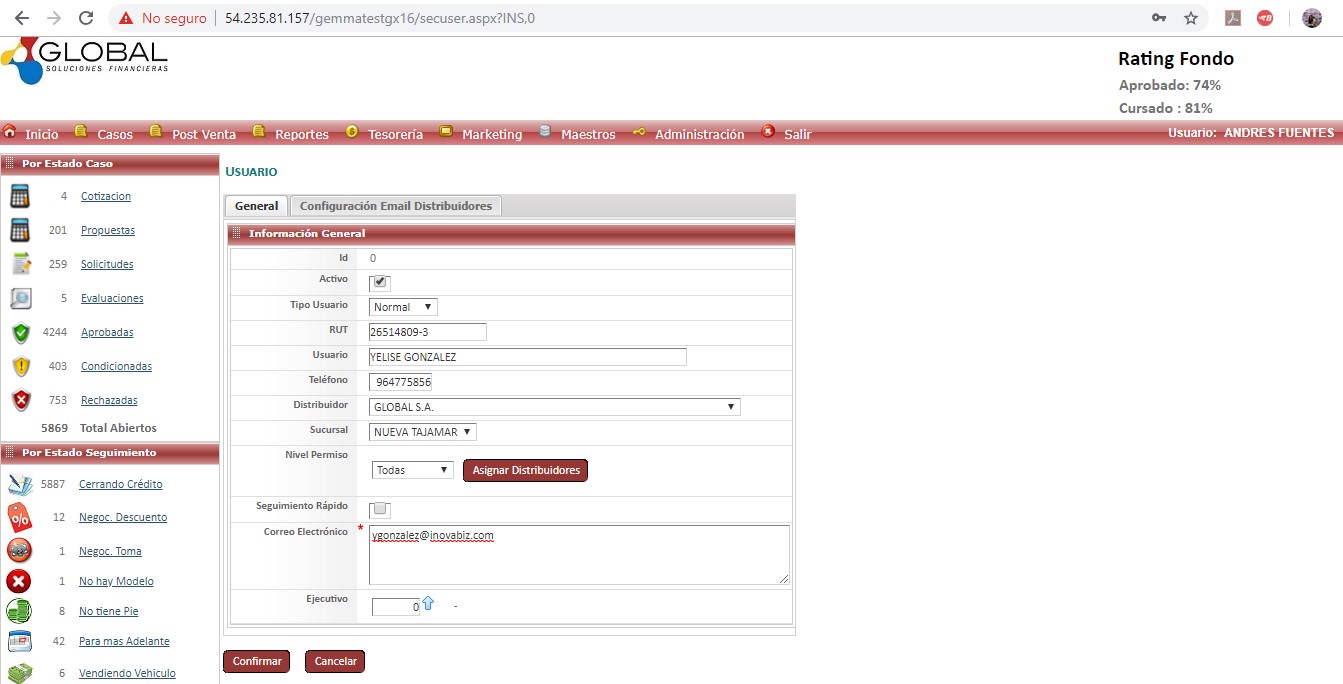 No seguro
54.235.81.157/gemmatestgx16/secuser.aspx?INS,0
GLOBAL
SOLUCIONES FINANCIERAS
Rating Fondo
Aprobado: 74%
Cursado : 81%
Inicio Casos Post Venta Reportes Tesorería Marketing Maestros Administración Salir Usuario: ANDRES FUENTES
Por Estado Caso
4 Cotizacion
201 Propuestas
259 Solicitudes
5 Evaluaciones
4244 Aprobadas
403 Condicionadas
753 Rechazadas
5869 Total Abiertos
Por Estado Seguimiento
5887 Cerrando Crédito
12 Negoc. Descuento
1 Negoc. Toma
1 No hay Modelo
8 No tiene Pie
42 Para mas Adelante
6 Vendiendo Vehiculo
USUARIO
General Configuración Email Distribuidores
Información General
Id 0
Activo
Tipo Usuario Normal
RUT 26514809-3
Usuario YELISE GONZALEZ
Teléfono 964775856
Distribuidor GLOBAL S.A.
Sucursal NUEVA TAJAMAR
Nivel Permiso
Todas Asignar Distribuidores
Seguimiento Rápido
Correo Electrónico * ygonzalez@inovabiz.com
Ejecutivo 0 -
Confirmar Cancelar